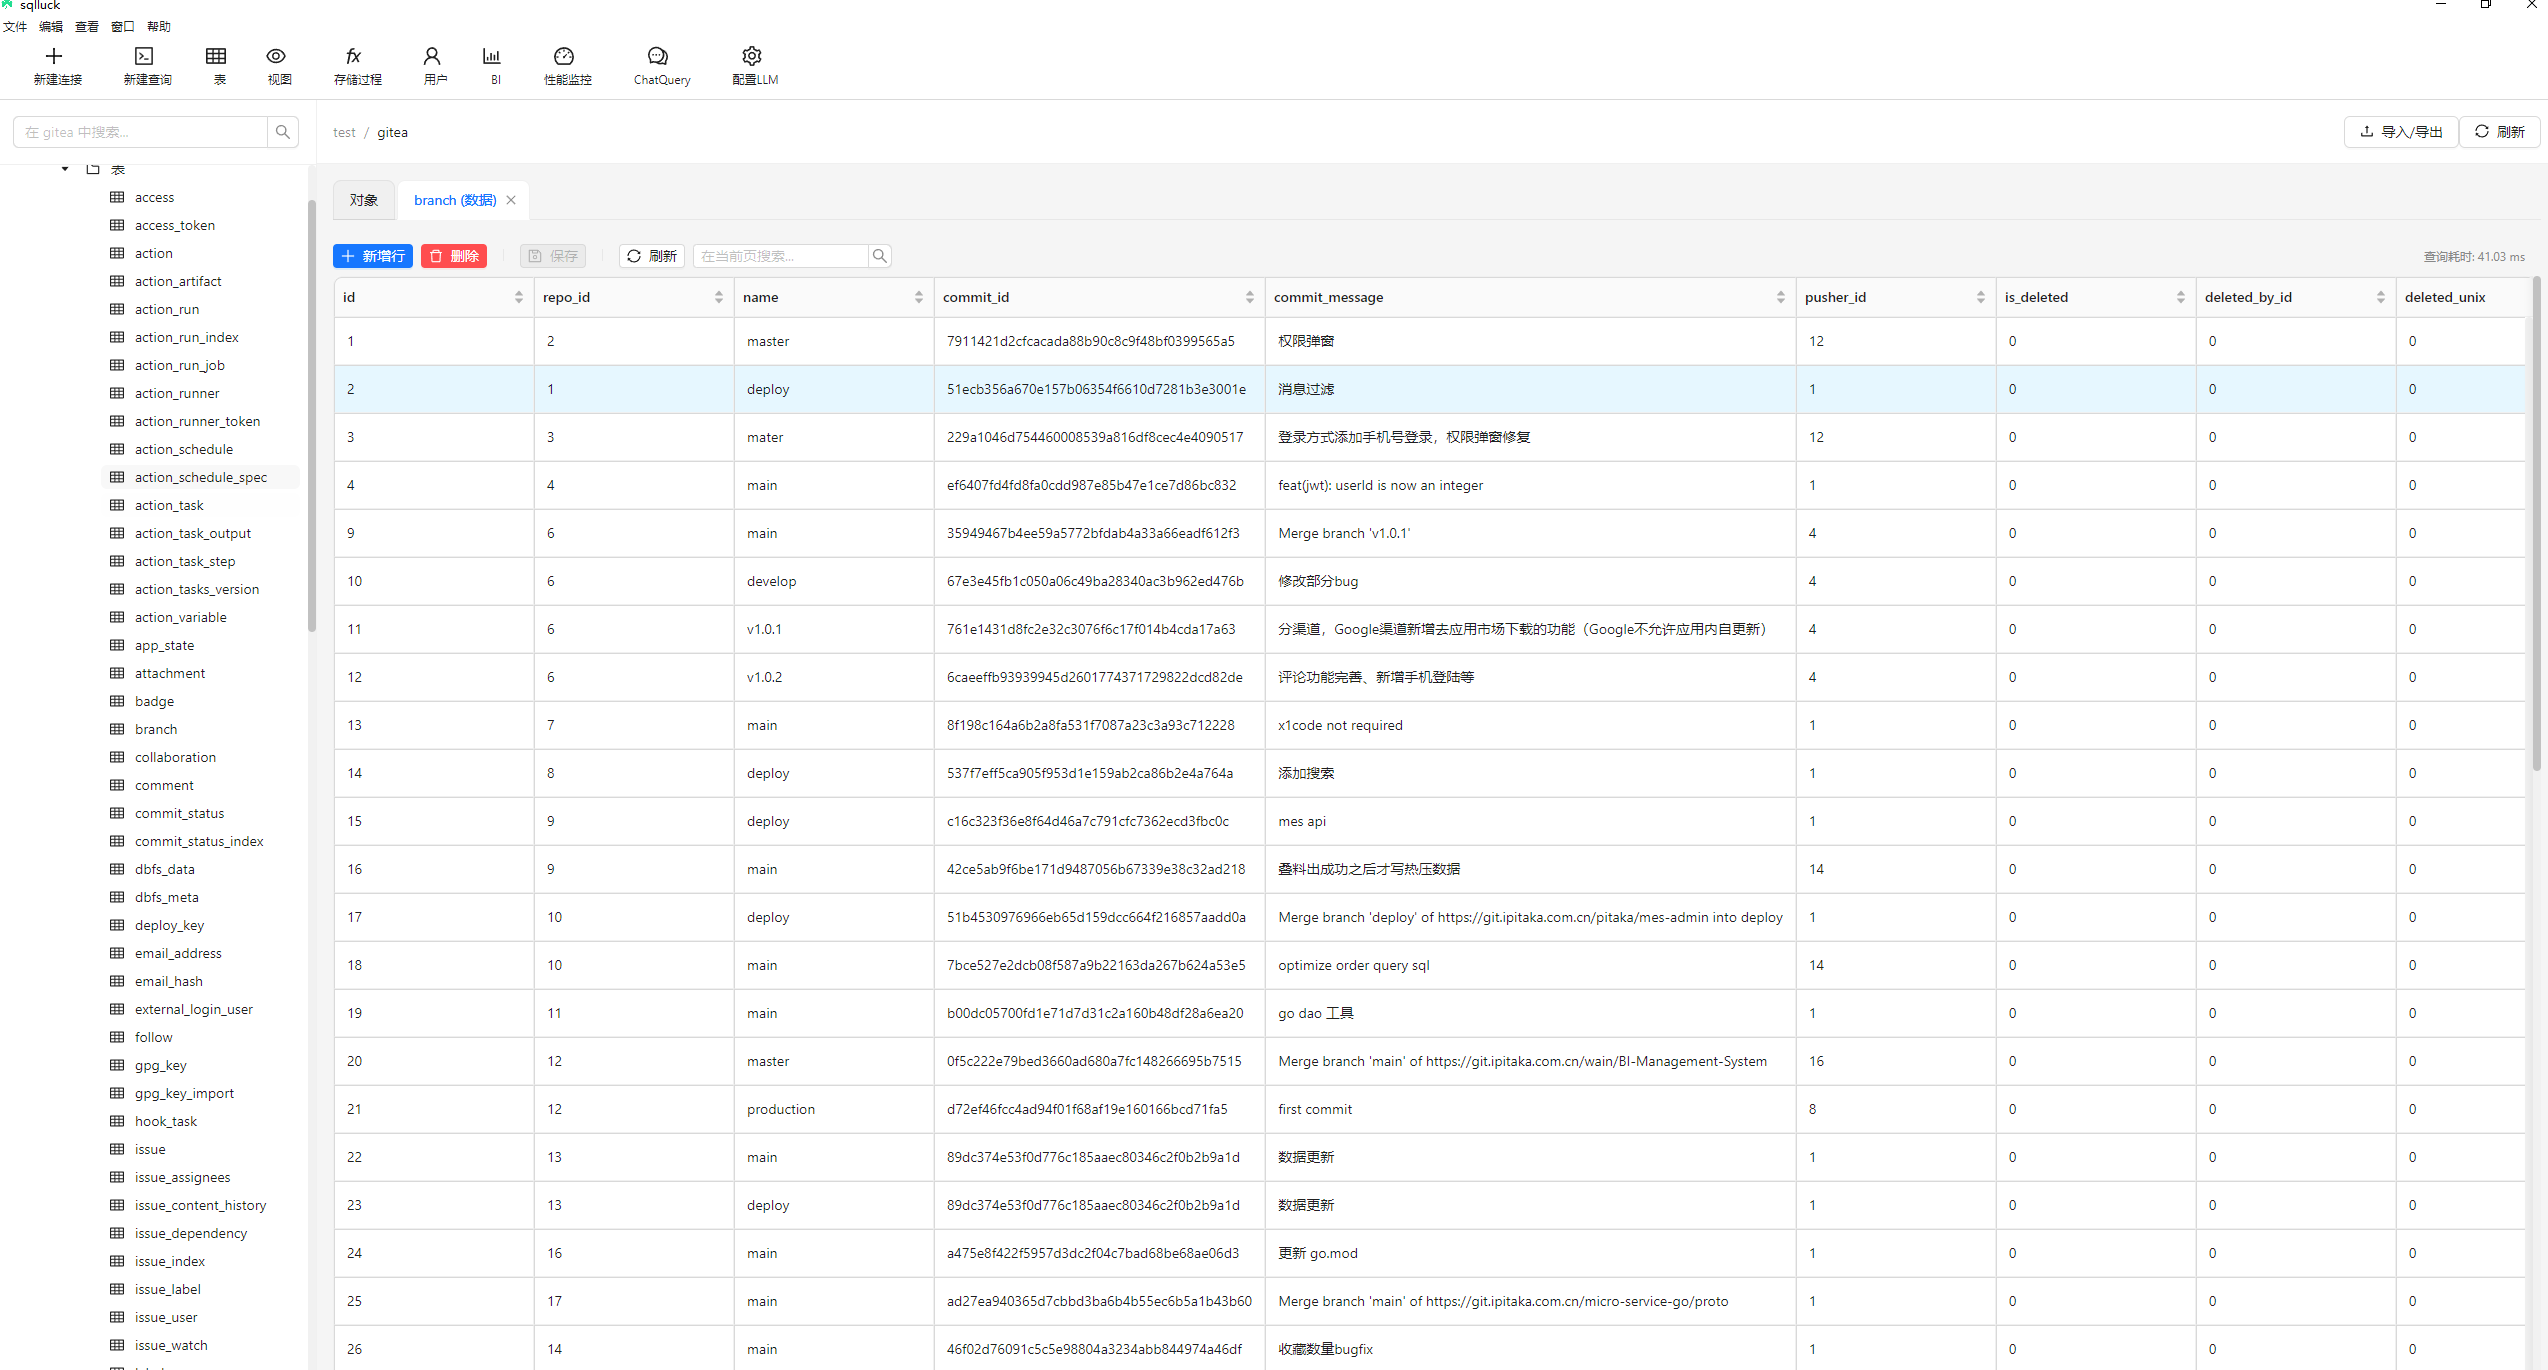 sqlluck
文件 编辑 查看 窗口 帮助
新建连接 新建查询 表 视图 存储过程 用户 BI 性能监控 ChatQuery 配置LLM
在 gitea 中搜索...
test / gitea
导入/导出 刷新
表
access
access_token
action
action_artifact
action_run
action_run_index
action_run_job
action_runner
action_runner_token
action_schedule
action_schedule_spec
action_task
action_task_output
action_task_step
action_tasks_version
action_variable
app_state
attachment
badge
branch
collaboration
comment
commit_status
commit_status_index
dbfs_data
dbfs_meta
deploy_key
email_address
email_hash
external_login_user
follow
gpg_key
gpg_key_import
hook_task
issue
issue_assignees
issue_content_history
issue_dependency
issue_index
issue_label
issue_user
issue_watch
对象 branch (数据)
新增行 删除 保存 刷新 在当前页搜索... 查询耗时: 41.03 ms
id repo_id name commit_id commit_message pusher_id is_deleted deleted_by_id deleted_unix
1 2 master 7911421d2cfcacada88b90c8c9f48bf0399565a5 权限弹窗 12 0 0 0
2 1 deploy 51ecb356a670e157b06354f6610d7281b3e3001e 消息过滤 1 0 0 0
3 3 mater 229a1046d754460008539a816df8cec4e4090517 登录方式添加手机号登录，权限弹窗修复 12 0 0 0
4 4 main ef6407fd4fd8fa0cdd987e85b47e1ce7d86bc832 feat(jwt): userId is now an integer 1 0 0 0
9 6 main 35949467b4ee59a5772bfdab4a33a66eadf612f3 Merge branch 'v1.0.1' 4 0 0 0
10 6 develop 67e3e45fb1c050a06c49ba28340ac3b962ed476b 修改部分bug 4 0 0 0
11 6 v1.0.1 761e1431d8fc2e32c3076f6c17f014b4cda17a63 分渠道，Google渠道新增去应用市场下载的功能（Google不允许应用内自更新） 4 0 0 0
12 6 v1.0.2 6caeeffb93939945d2601774371729822dcd82de 评论功能完善、新增手机登陆等 4 0 0 0
13 7 main 8f198c164a6b2a8fa531f7087a23c3a93c712228 x1code not required 1 0 0 0
14 8 deploy 537f7eff5ca905f953d1e159ab2ca86b2e4a764a 添加搜索 1 0 0 0
15 9 deploy c16c323f36e8f64d46a7c791cfc7362ecd3fbc0c mes api 1 0 0 0
16 9 main 42ce5ab9f6be171d9487056b67339e38c32ad218 叠料出成功之后才写热压数据 14 0 0 0
17 10 deploy 51b4530976966eb65d159dcc664f216857aadd0a Merge branch 'deploy' of https://git.ipitaka.com.cn/pitaka/mes-admin into deploy 1 0 0 0
18 10 main 7bce527e2dcb08f587a9b22163da267b624a53e5 optimize order query sql 14 0 0 0
19 11 main b00dc05700fd1e71d7d31c2a160b48df28a6ea20 go dao 工具 1 0 0 0
20 12 master 0f5c222e79bed3660ad680a7fc148266695b7515 Merge branch 'main' of https://git.ipitaka.com.cn/wain/BI-Management-System 16 0 0 0
21 12 production d72ef46fcc4ad94f01f68af19e160166bcd71fa5 first commit 8 0 0 0
22 13 main 89dc374e53f0d776c185aaec80346c2f0b2b9a1d 数据更新 1 0 0 0
23 13 deploy 89dc374e53f0d776c185aaec80346c2f0b2b9a1d 数据更新 1 0 0 0
24 16 main a475e8f422f5957d3dc2f04c7bad68be68ae06d3 更新 go.mod 1 0 0 0
25 17 main ad27ea940365d7cbbd3ba6b4b55ec6b5a1b43b60 Merge branch 'main' of https://git.ipitaka.com.cn/micro-service-go/proto 1 0 0 0
26 14 main 46f02d76091c5c5e98804a3234abb844974a46df 收藏数量bugfix 1 0 0 0